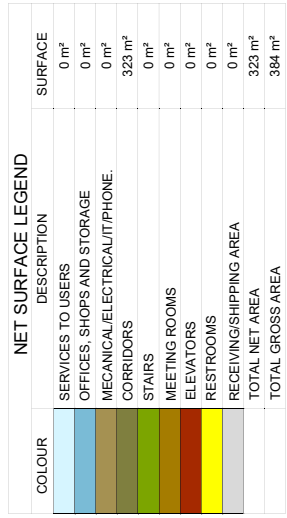 NET SURFACE LEGEND
COLOUR DESCRIPTION SURFACE
SERVICES TO USERS 0 m²
OFFICES, SHOPS AND STORAGE 0 m²
MECANICAL/ELECTRICAL/IT/PHONE. 0 m²
CORRIDORS 323 m²
STAIRS 0 m²
MEETING ROOMS 0 m²
ELEVATORS 0 m²
RESTROOMS 0 m²
RECEIVING/SHIPPING AREA 0 m²
TOTAL NET AREA 323 m²
TOTAL GROSS AREA 384 m²